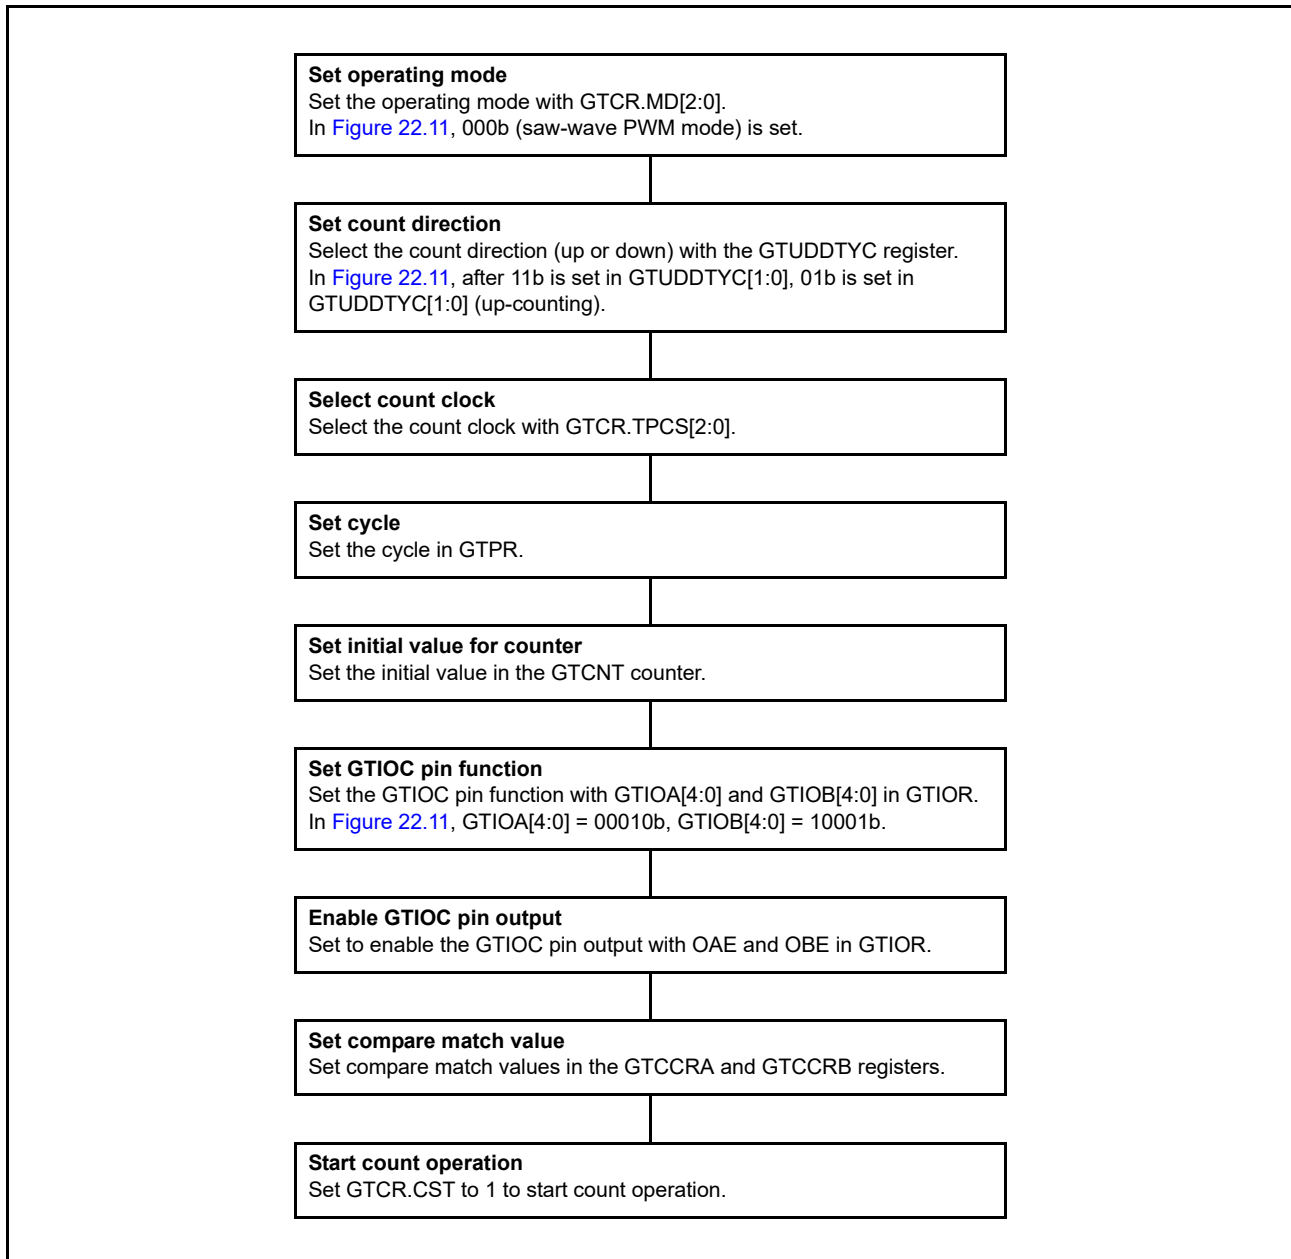 Set operating mode
Set the operating mode with GTCR.MD[2:0].
In Figure 22.11, 000b (saw-wave PWM mode) is set.
Set count direction
Select the count direction (up or down) with the GTUDDTYC register.
In Figure 22.11, after 11b is set in GTUDDTYC[1:0], 01b is set in
GTUDDTYC[1:0] (up-counting).
Select count clock
Select the count clock with GTCR.TPCS[2:0].
Set cycle
Set the cycle in GTPR.
Set initial value for counter
Set the initial value in the GTCNT counter.
Set GTIOC pin function
Set the GTIOC pin function with GTIOA[4:0] and GTIOB[4:0] in GTIOR.
In Figure 22.11, GTIOA[4:0] = 00010b, GTIOB[4:0] = 10001b.
Enable GTIOC pin output
Set to enable the GTIOC pin output with OAE and OBE in GTIOR.
Set compare match value
Set compare match values in the GTCCRA and GTCCRB registers.
Start count operation
Set GTCR.CST to 1 to start count operation.